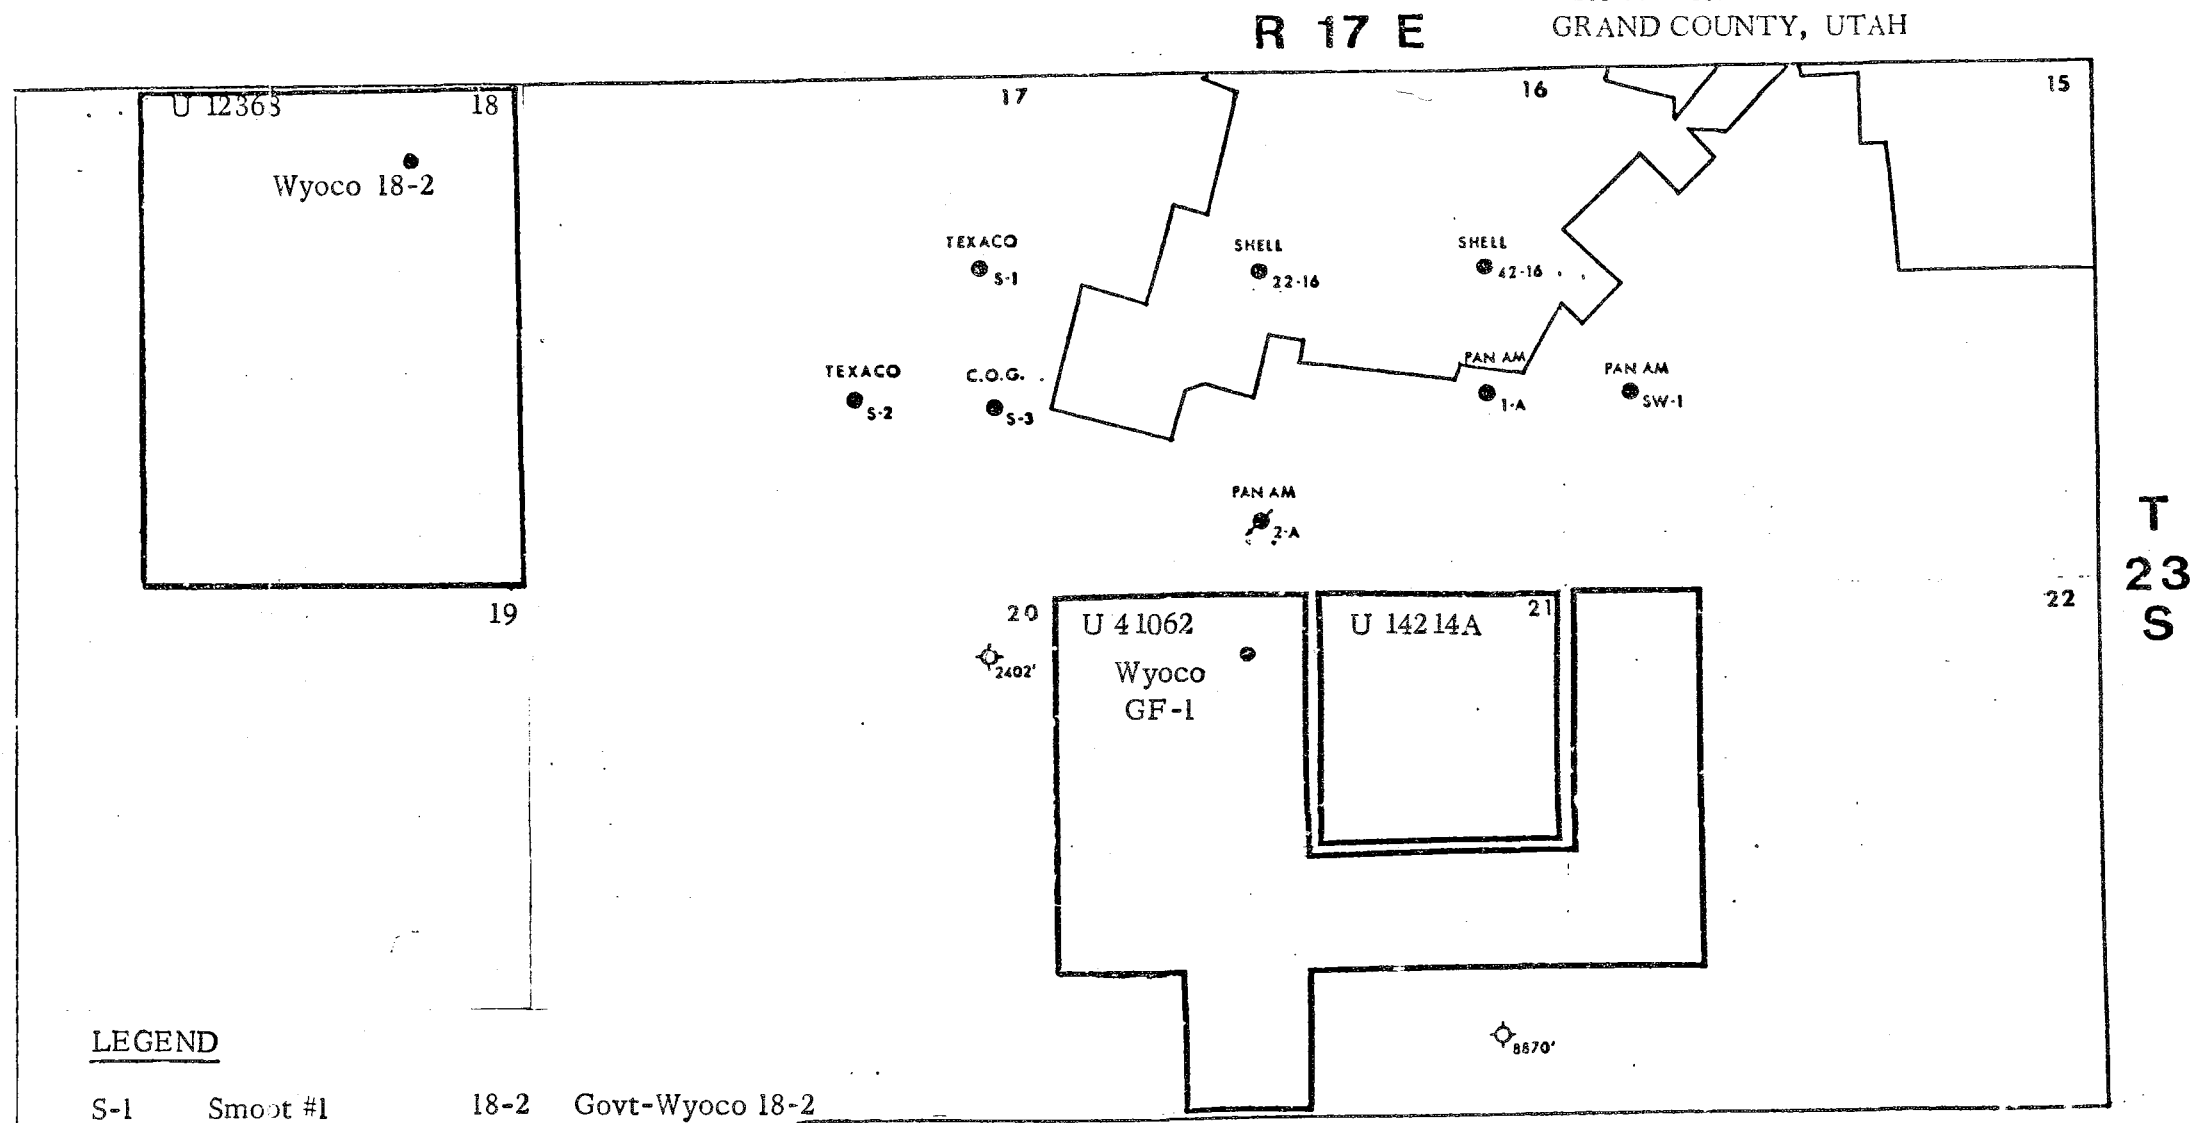 R 17 E
GRAND COUNTY, UTAH
U 12363
18
17
16
15
Wyoco 18-2
TEXACO
S-1
SHELL
22-16
SHELL
42-16
TEXACO
S-2
C.O.G.
S-3
PAN AM
1-A
PAN AM
SW-1
PAN AM
2-A
T
23
S
19
20
2402'
U 41062
Wyoco
GF-1
U 14214A
21
22
8870'
LEGEND
S-1 Smoot #1 18-2 Govt-Wyoco 18-2